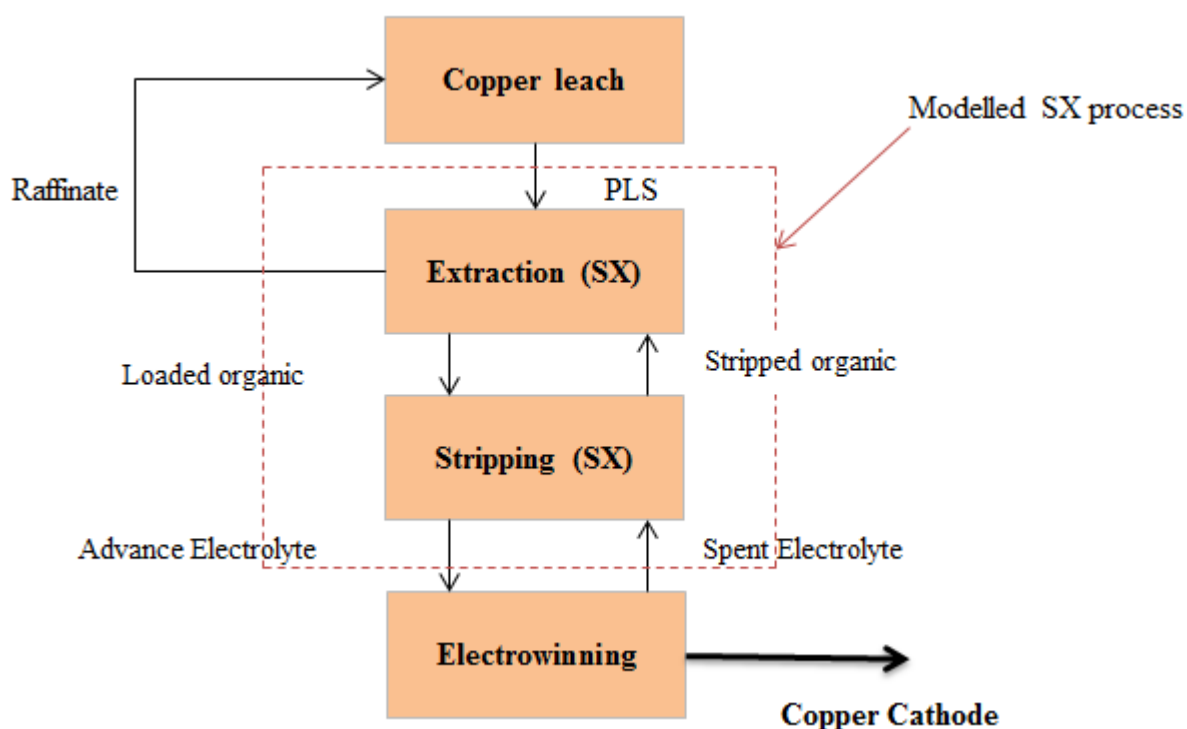 Copper leach
Modelled SX process
Raffinate
PLS
Extraction (SX)
Loaded organic
Stripped organic
Stripping (SX)
Advance Electrolyte
Spent Electrolyte
Electrowinning
Copper Cathode